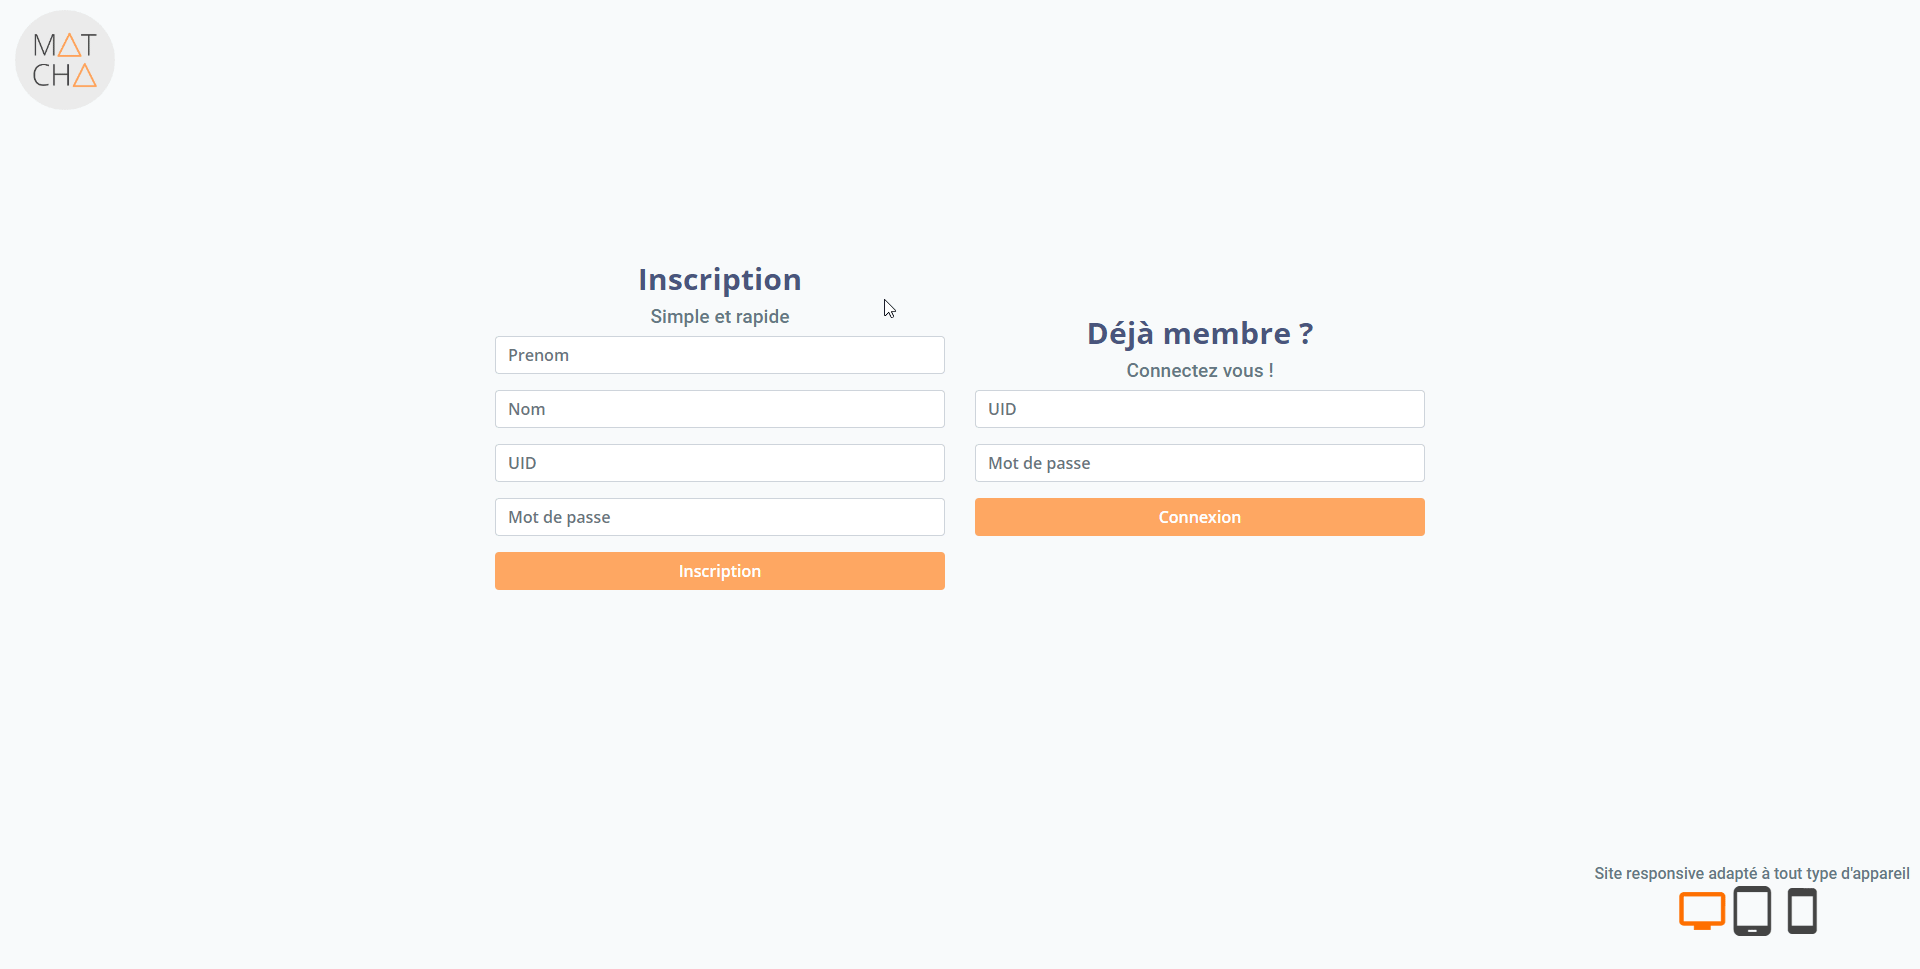 MAT
CHA
Inscription
Simple et rapide
Prenom
Nom
UID
Mot de passe
Inscription
Déjà membre ?
Connectez vous !
UID
Mot de passe
Connexion
Site responsive adapté à tout type d'appareil